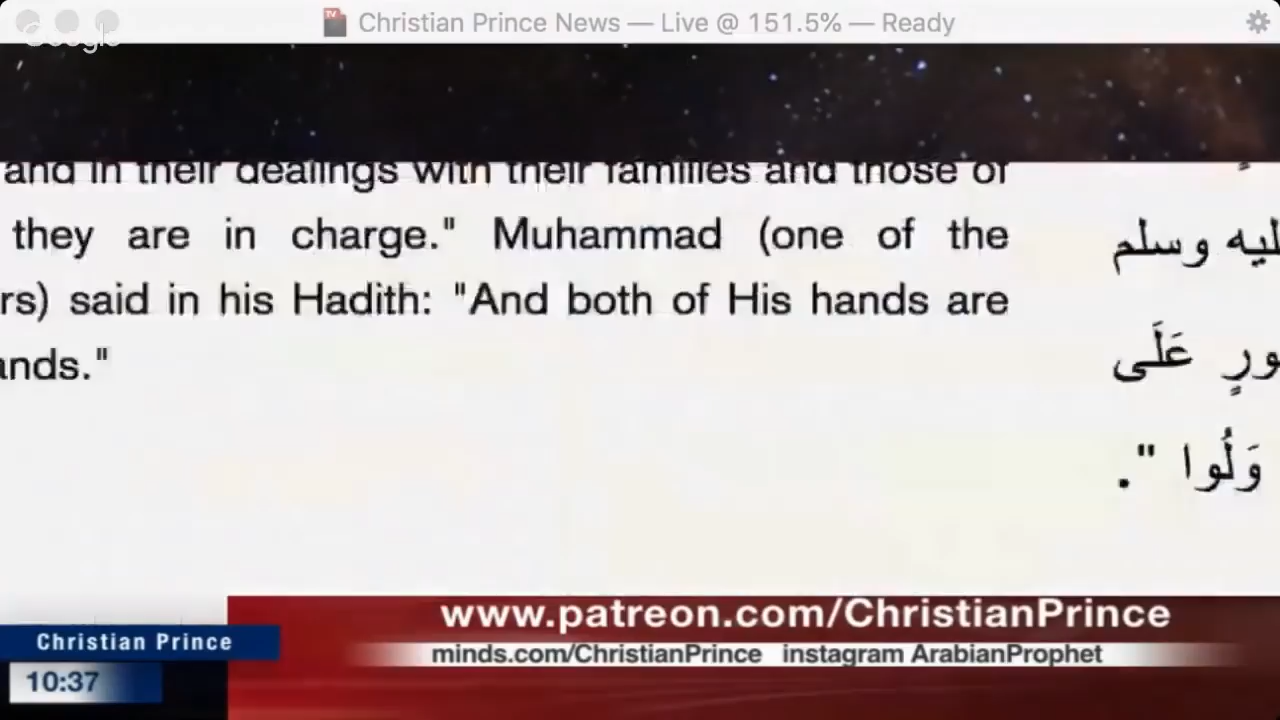 Christian Prince News — Live @ 151.5% — Ready
Google
and in their dealings with their families and those of
they are in charge." Muhammad (one of the
rs) said in his Hadith: "And both of His hands are
ands."
ليه وسلم
ورٍ عَلَى
وَلُوا " .
www.patreon.com/ChristianPrince
minds.com/ChristianPrince instagram ArabianProphet
Christian Prince
10:37